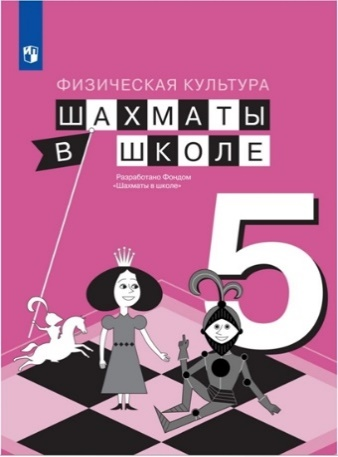 ФИЗИЧЕСКАЯ КУЛЬТУРА
ШАХМАТЫ
В ШКОЛЕ
Разработано Фондом
«Шахматы в школе»
5